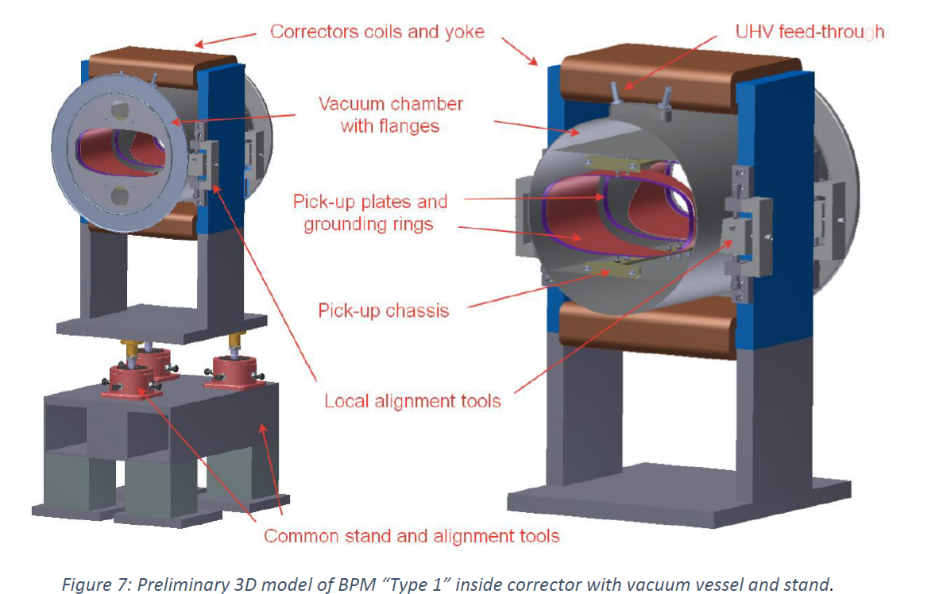 Correctors coils and yoke
UHV feed-through
Vacuum chamber
with flanges
Pick-up plates and
grounding rings
Pick-up chassis
Local alignment tools
Common stand and alignment tools
Figure 7: Preliminary 3D model of BPM “Type 1” inside corrector with vacuum vessel and stand.